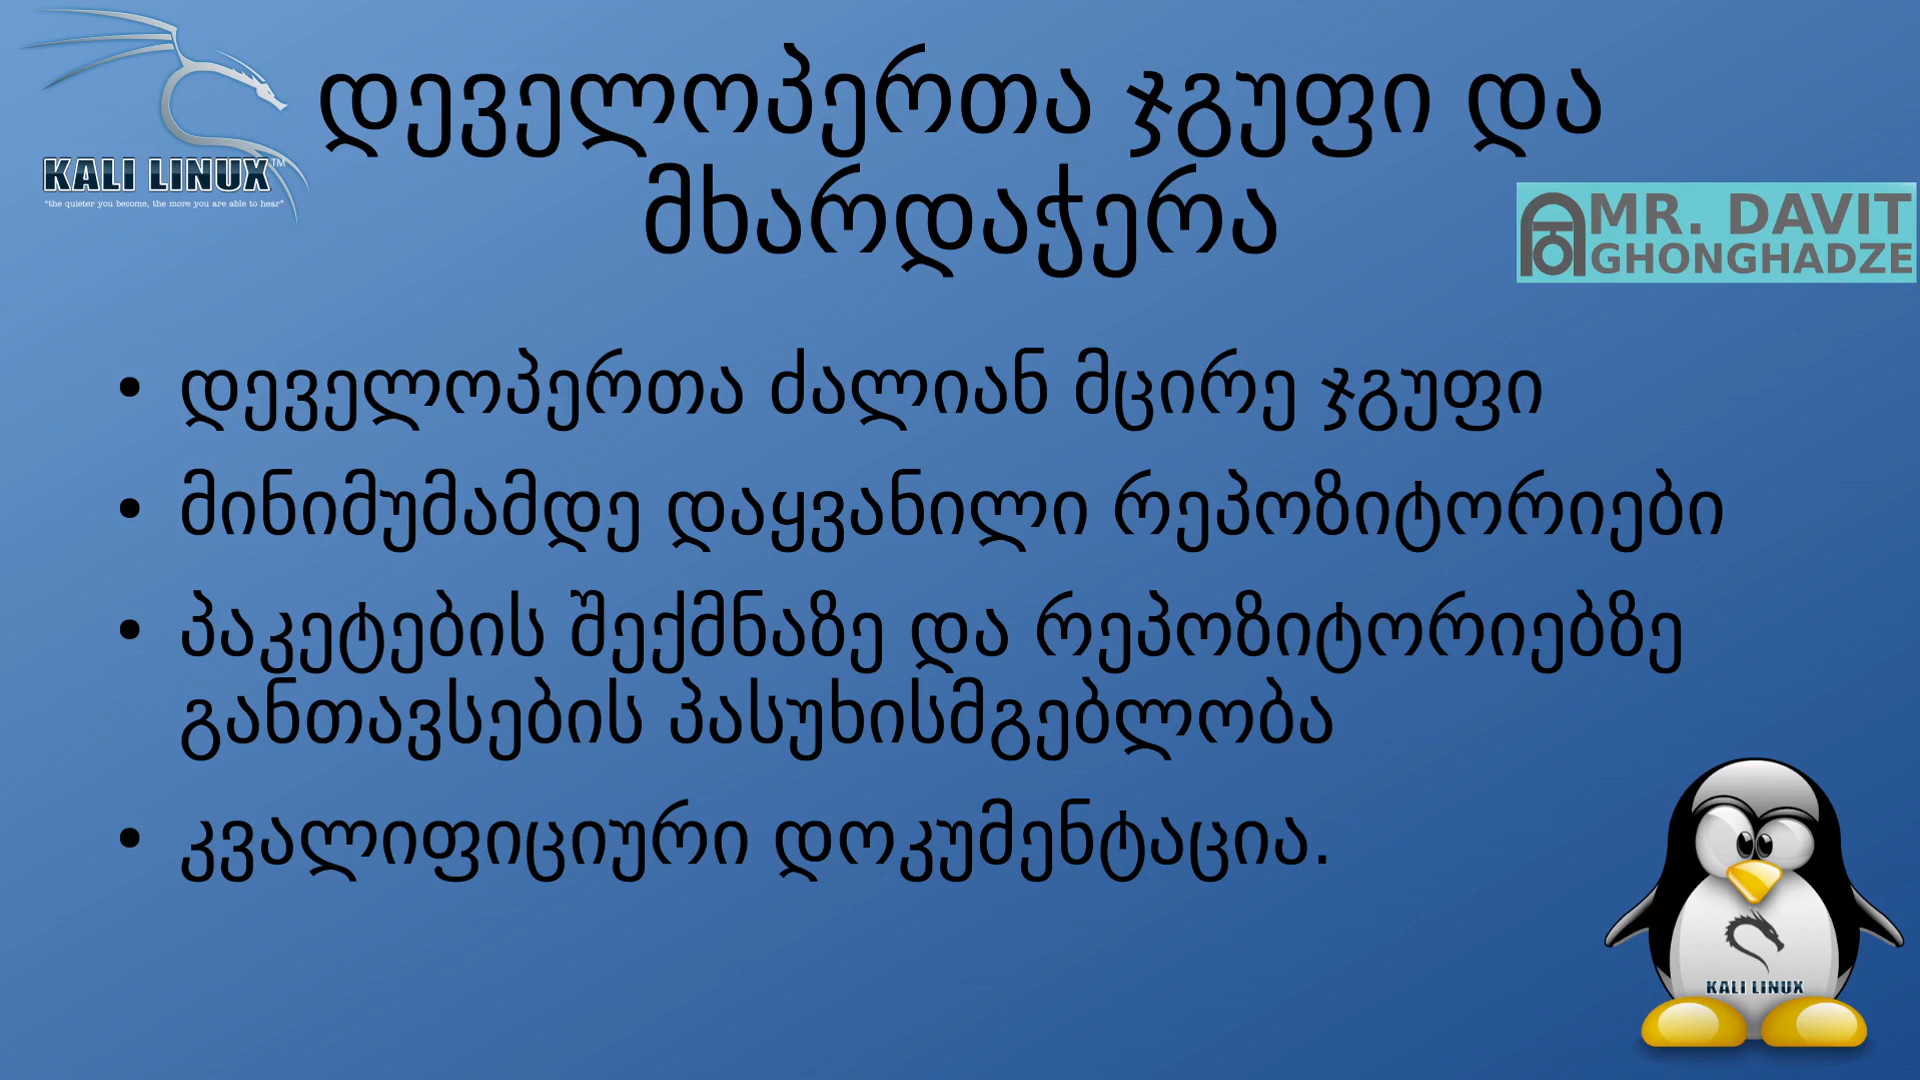 დეველოპერთა ჯგუფი და
მხარდაჭერა
KALI LINUX™
"the quieter you become, the more you are able to hear"
MR. DAVIT
GHONGHADZE
• დეველოპერთა ძალიან მცირე ჯგუფი
• მინიმუმამდე დაყვანილი რეპოზიტორიები
• პაკეტების შექმნაზე და რეპოზიტორიებზე
განთავსების პასუხისმგებლობა
• კვალიფიციური დოკუმენტაცია.
KALI LINUX